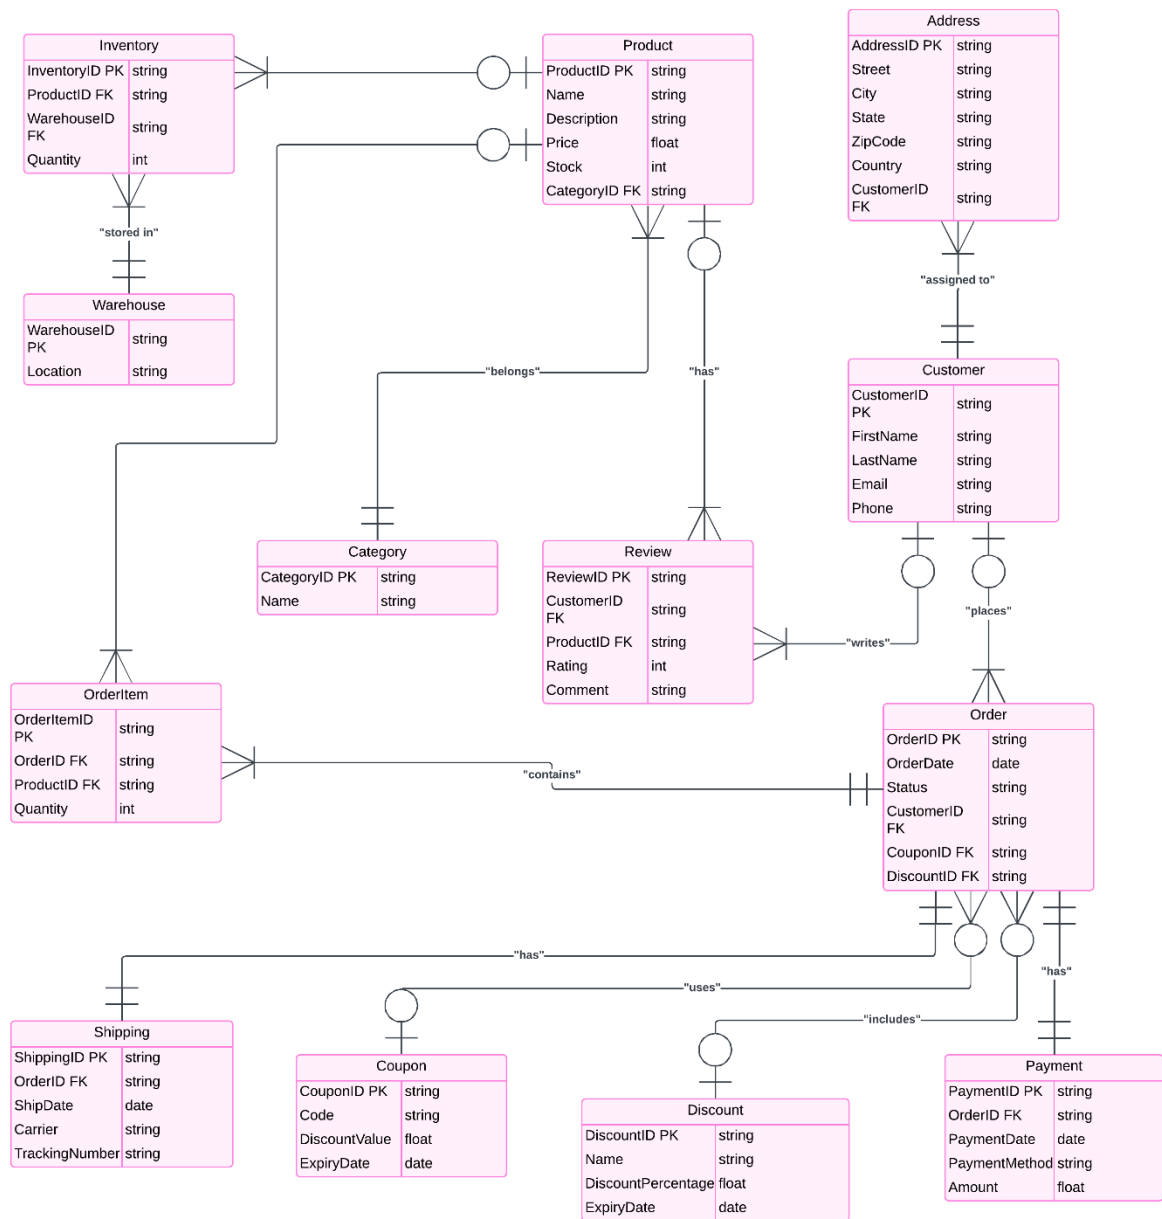 Inventory
InventoryID PK string
ProductID FK string
WarehouseID
FK string
Quantity int
"stored in"
Warehouse
WarehouseID
PK string
Location string
Product
ProductID PK string
Name string
Description string
Price float
Stock int
CategoryID FK string
Address
AddressID PK string
Street string
City string
State string
ZipCode string
Country string
CustomerID
FK string
"assigned to"
"belongs"
"has"
Customer
CustomerID
PK string
FirstName string
LastName string
Email string
Phone string
Category
CategoryID PK string
Name string
Review
ReviewID PK string
CustomerID
FK string
ProductID FK string
Rating int
Comment string
"writes"
"places"
OrderItem
OrderItemID
PK string
OrderID FK string
ProductID FK string
Quantity int
"contains"
Order
OrderID PK string
OrderDate date
Status string
CustomerID
FK string
CouponID FK string
DiscountID FK string
"has"
"uses"
"includes"
"has"
Shipping
ShippingID PK string
OrderID FK string
ShipDate date
Carrier string
TrackingNumber string
Coupon
CouponID PK string
Code string
DiscountValue float
ExpiryDate date
Discount
DiscountID PK string
Name string
DiscountPercentage float
ExpiryDate date
Payment
PaymentID PK string
OrderID FK string
PaymentDate date
PaymentMethod string
Amount float